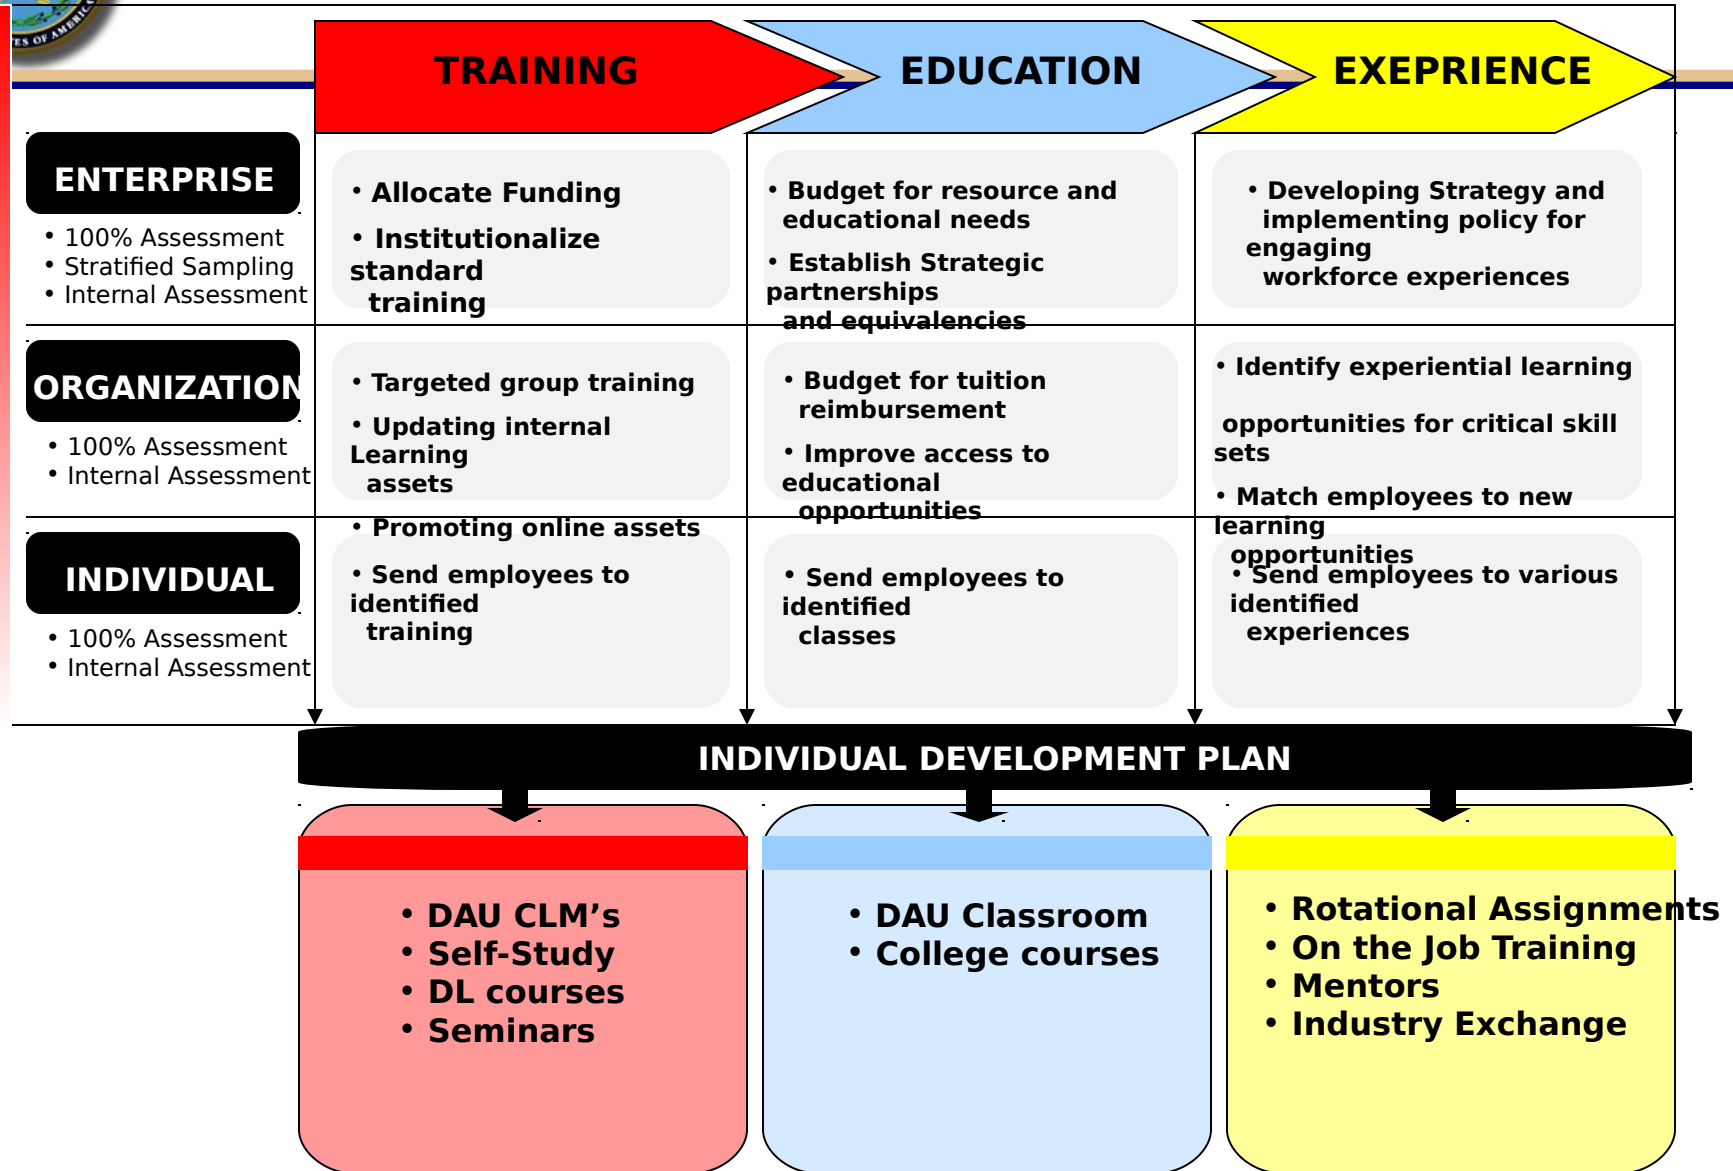 ES OF AMERICA
TRAINING
EDUCATION
EXEPRIENCE
ENTERPRISE
• 100% Assessment
• Stratified Sampling
• Internal Assessment
• Allocate Funding
• Institutionalize
standard
training
• Budget for resource and
educational needs
• Establish Strategic
partnerships
and equivalencies
• Developing Strategy and
implementing policy for
engaging
workforce experiences
ORGANIZATION
• 100% Assessment
• Internal Assessment
• Targeted group training
• Updating internal
Learning
assets
• Promoting online assets
• Budget for tuition
reimbursement
• Improve access to
educational
opportunities
• Identify experiential learning
opportunities for critical skill
sets
• Match employees to new
learning
opportunities
INDIVIDUAL
• 100% Assessment
• Internal Assessment
• Send employees to
identified
training
• Send employees to
identified
classes
• Send employees to various
identified
experiences
INDIVIDUAL DEVELOPMENT PLAN
• DAU CLM’s
• Self-Study
• DL courses
• Seminars
• DAU Classroom
• College courses
• Rotational Assignments
• On the Job Training
• Mentors
• Industry Exchange